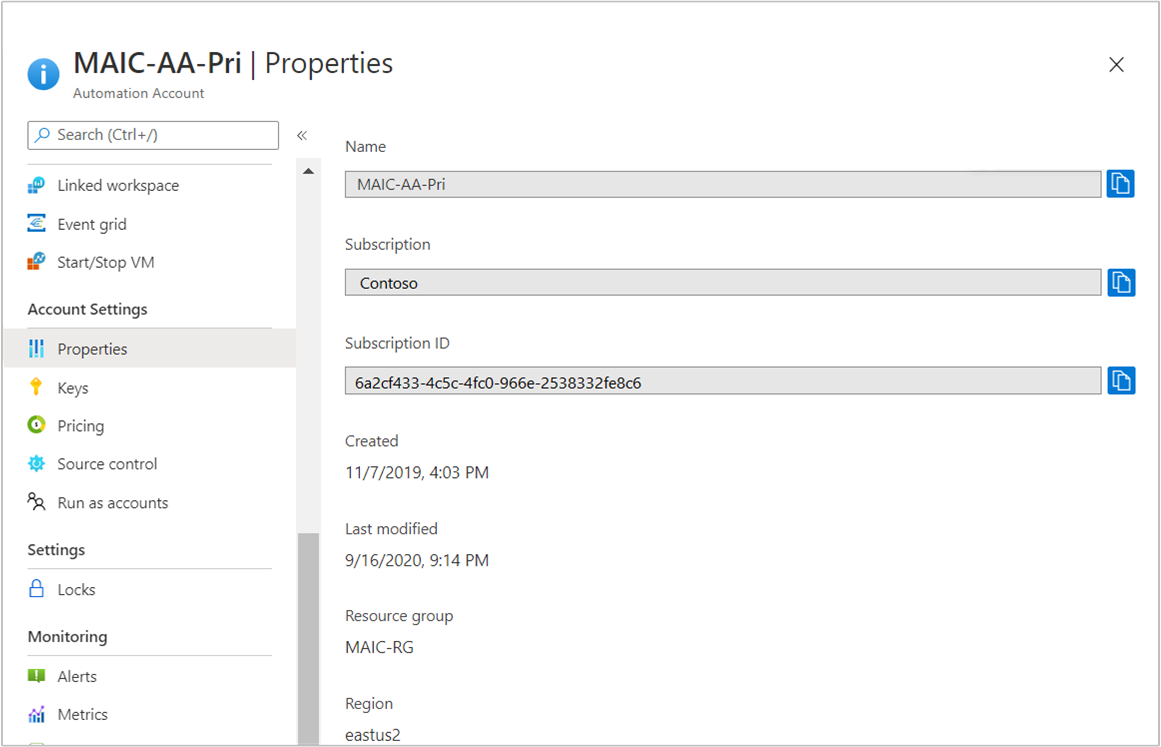 MAIC-AA-Pri | Properties
Automation Account
Search (Ctrl+/)
«
Linked workspace
Event grid
Start/Stop VM
Account Settings
Properties
Keys
Pricing
Source control
Run as accounts
Settings
Locks
Monitoring
Alerts
Metrics
Name
MAIC-AA-Pri
Subscription
Contoso
Subscription ID
6a2cf433-4c5c-4fc0-966e-2538332fe8c6
Created
11/7/2019, 4:03 PM
Last modified
9/16/2020, 9:14 PM
Resource group
MAIC-RG
Region
eastus2